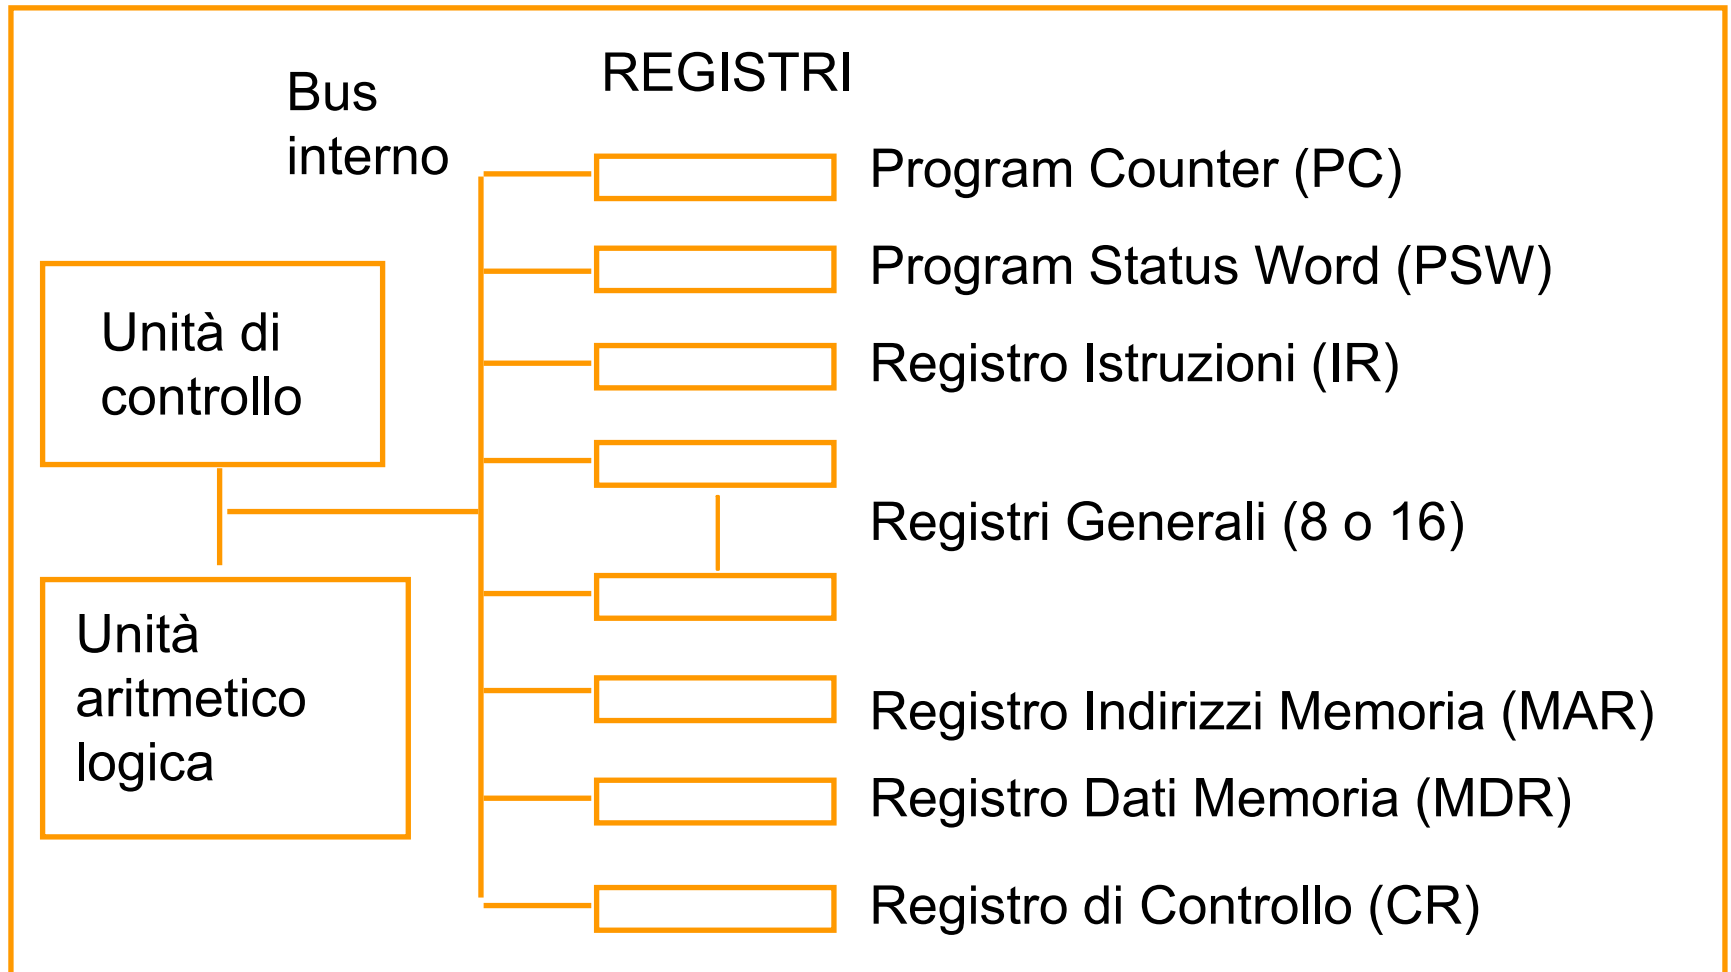 Bus
interno
REGISTRI
Program Counter (PC)
Program Status Word (PSW)
Unità di
controllo
Registro Istruzioni (IR)
Registri Generali (8 o 16)
Unità
aritmetico
logica
Registro Indirizzi Memoria (MAR)
Registro Dati Memoria (MDR)
Registro di Controllo (CR)